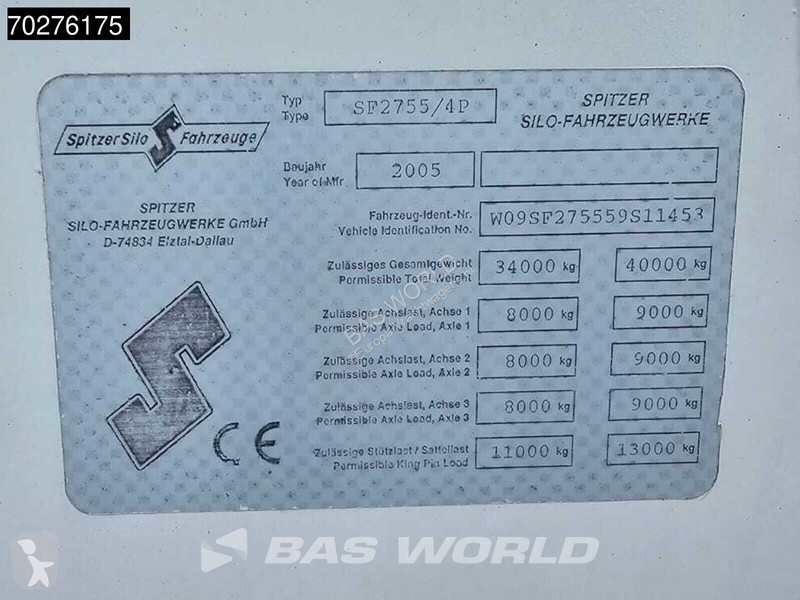 70276175
SpitzerSilo Fahrzeuge
SPITZER
SILO-FAHRZEUGWERKE GmbH
D-74834 Elztal-Dallau
Typ
Type
SF2755/4P
SPITZER
SILO-FAHRZEUGWERKE
Baujahr
Year of Mfr
2005
Fahrzeug-Ident.-Nr.
Vehicle Identification No.
W09SF275559S11453
Zulässiges Gesamtgewicht
Permissible Total Weight
34000 kg
40000 kg
Zulässige Achslast, Achse 1
Permissible Axle Load, Axle 1
8000 kg
9000 kg
Zulässige Achslast, Achse 2
Permissible Axle Load, Axle 2
8000 kg
9000 kg
Zulässige Achslast, Achse 3
Permissible Axle Load, Axle 3
8000 kg
9000 kg
Zulässige Stützlast / Sattellast
Permissible King Pin Load
11000 kg
13000 kg
CE
BAS WORLD
BAS WORLD